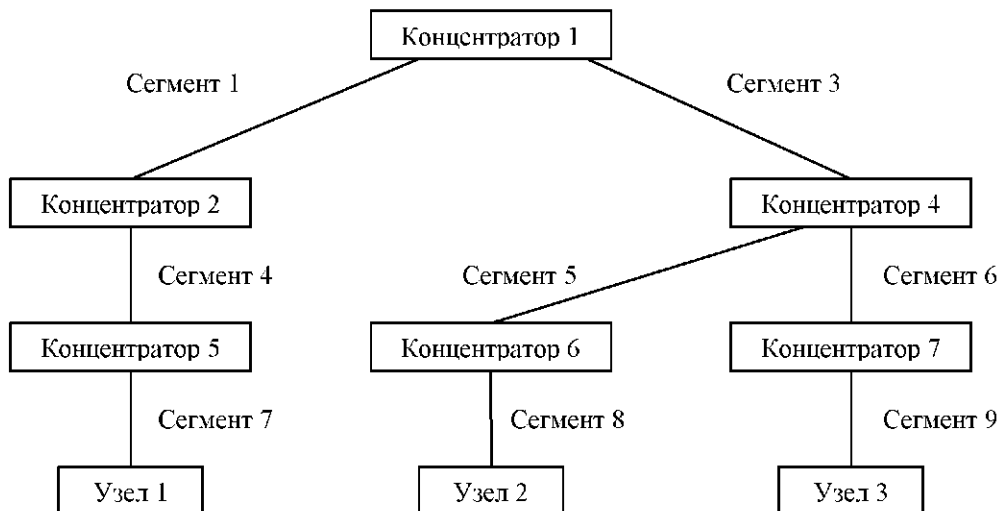 Концентратор 1
Сегмент 1
Сегмент 3
Концентратор 2
Концентратор 4
Сегмент 4
Сегмент 5
Сегмент 6
Концентратор 5
Концентратор 6
Концентратор 7
Сегмент 7
Сегмент 8
Сегмент 9
Узел 1
Узел 2
Узел 3